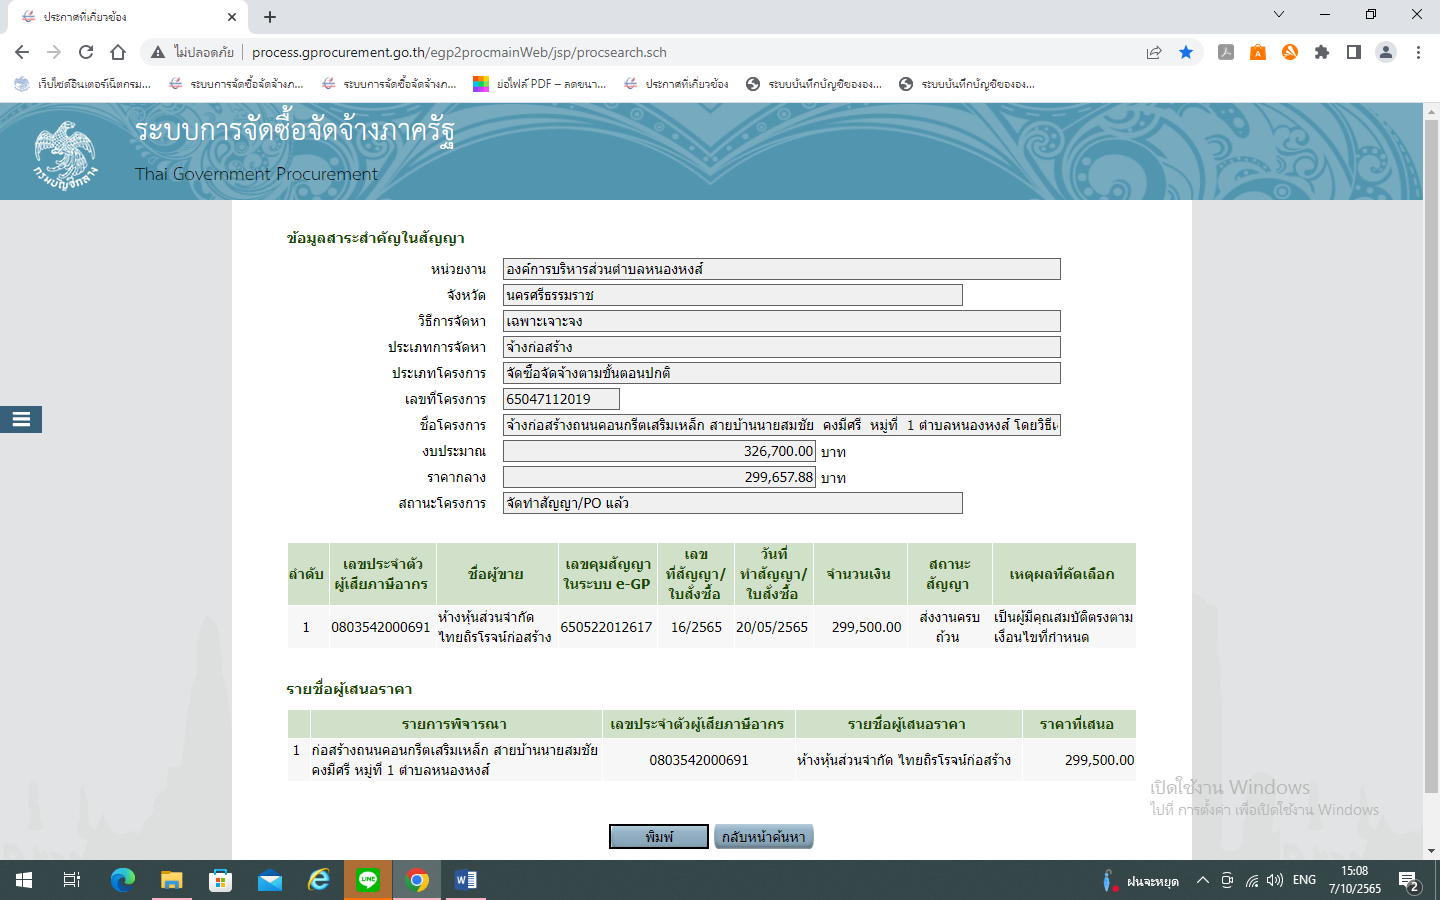 ประกาศที่เกี่ยวข้อง
ไม่ปลอดภัย process.gprocurement.go.th/egp2procmainWeb/jsp/procsearch.sch
เว็บไซต์อินเตอร์เน็ตกรม... ระบบการจัดซื้อจัดจ้างภ... ระบบการจัดซื้อจัดจ้างภ... ย่อไฟล์ PDF – ลดขนา... ประกาศที่เกี่ยวข้อง ระบบบันทึกบัญชีขององ... ระบบบันทึกบัญชีขององ...
ระบบการจัดซื้อจัดจ้างภาครัฐ
Thai Government Procurement
กรมบัญชีกลาง
ข้อมูลสาระสำคัญในสัญญา
หน่วยงาน องค์การบริหารส่วนตำบลหนองหงส์
จังหวัด นครศรีธรรมราช
วิธีการจัดหา เฉพาะเจาะจง
ประเภทการจัดหา จ้างก่อสร้าง
ประเภทโครงการ จัดซื้อจัดจ้างตามขั้นตอนปกติ
เลขที่โครงการ 65047112019
ชื่อโครงการ จ้างก่อสร้างถนนคอนกรีตเสริมเหล็ก สายบ้านนายสมชัย คงมีศรี หมู่ที่ 1 ตำบลหนองหงส์ โดยวิธีเ
งบประมาณ 326,700.00 บาท
ราคากลาง 299,657.88 บาท
สถานะโครงการ จัดทำสัญญา/PO แล้ว
ลำดับ เลขประจำตัวผู้เสียภาษีอากร ชื่อผู้ขาย เลขคุมสัญญาในระบบ e-GP เลขที่สัญญา/ใบสั่งซื้อ วันที่ทำสัญญา/ใบสั่งซื้อ จำนวนเงิน สถานะสัญญา เหตุผลที่คัดเลือก
1 0803542000691 ห้างหุ้นส่วนจำกัด ไทยถิรโรจน์ก่อสร้าง 650522012617 16/2565 20/05/2565 299,500.00 ส่งงานครบถ้วน เป็นผู้มีคุณสมบัติตรงตามเงื่อนไขที่กำหนด
รายชื่อผู้เสนอราคา
รายการพิจารณา เลขประจำตัวผู้เสียภาษีอากร รายชื่อผู้เสนอราคา ราคาที่เสนอ
1 ก่อสร้างถนนคอนกรีตเสริมเหล็ก สายบ้านนายสมชัย คงมีศรี หมู่ที่ 1 ตำบลหนองหงส์ 0803542000691 ห้างหุ้นส่วนจำกัด ไทยถิรโรจน์ก่อสร้าง 299,500.00
เปิดใช้งาน Windows
ไปที่ การตั้งค่า เพื่อเปิดใช้งาน Windows
พิมพ์ กลับหน้าค้นหา
LINE ฝนจะหยุด ENG 15:08
7/10/2565 2